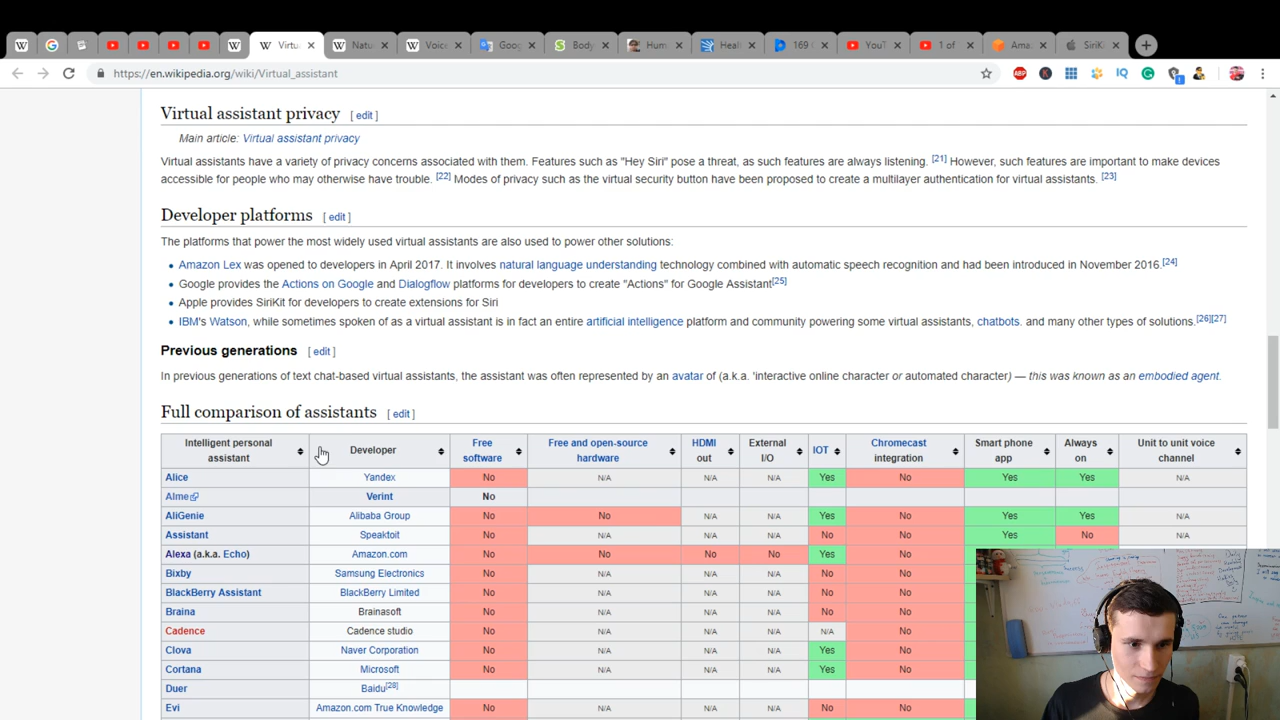 Virtu
Natu
Voice
Goog
Body
Hum
Heal
169
YouT
1 of
Ama
SiriK
https://en.wikipedia.org/wiki/Virtual_assistant
Virtual assistant privacy [ edit ]
Main article: Virtual assistant privacy
Virtual assistants have a variety of privacy concerns associated with them. Features such as "Hey Siri" pose a threat, as such features are always listening. [21] However, such features are important to make devices
accessible for people who may otherwise have trouble. [22] Modes of privacy such as the virtual security button have been proposed to create a multilayer authentication for virtual assistants. [23]
Developer platforms [ edit ]
The platforms that power the most widely used virtual assistants are also used to power other solutions:
• Amazon Lex was opened to developers in April 2017. It involves natural language understanding technology combined with automatic speech recognition and had been introduced in November 2016.[24]
• Google provides the Actions on Google and Dialogflow platforms for developers to create "Actions" for Google Assistant[25]
• Apple provides SiriKit for developers to create extensions for Siri
• IBM's Watson, while sometimes spoken of as a virtual assistant is in fact an entire artificial intelligence platform and community powering some virtual assistants, chatbots. and many other types of solutions.[26][27]
Previous generations [ edit ]
In previous generations of text chat-based virtual assistants, the assistant was often represented by an avatar of (a.k.a. 'interactive online character or automated character) — this was known as an embodied agent.
Full comparison of assistants [ edit ]
Intelligent personal assistant Developer Free software Free and open-source hardware HDMI out External I/O IOT Chromecast integration Smart phone app Always on Unit to unit voice channel
Alice Yandex No N/A N/A N/A Yes No Yes Yes N/A
Alme Verint No
AliGenie Alibaba Group No No N/A N/A Yes No Yes Yes N/A
Assistant Speaktoit No N/A N/A N/A No No Yes No N/A
Alexa (a.k.a. Echo) Amazon.com No No No No Yes No
Bixby Samsung Electronics No N/A N/A N/A No No
BlackBerry Assistant BlackBerry Limited No N/A N/A N/A No No
Braina Brainasoft No N/A N/A N/A No No
Cadence Cadence studio No N/A N/A N/A N/A No
Clova Naver Corporation No N/A N/A N/A Yes No
Cortana Microsoft No N/A N/A N/A Yes No
Duer Baidu[28]
Evi Amazon.com True Knowledge No N/A N/A N/A No No